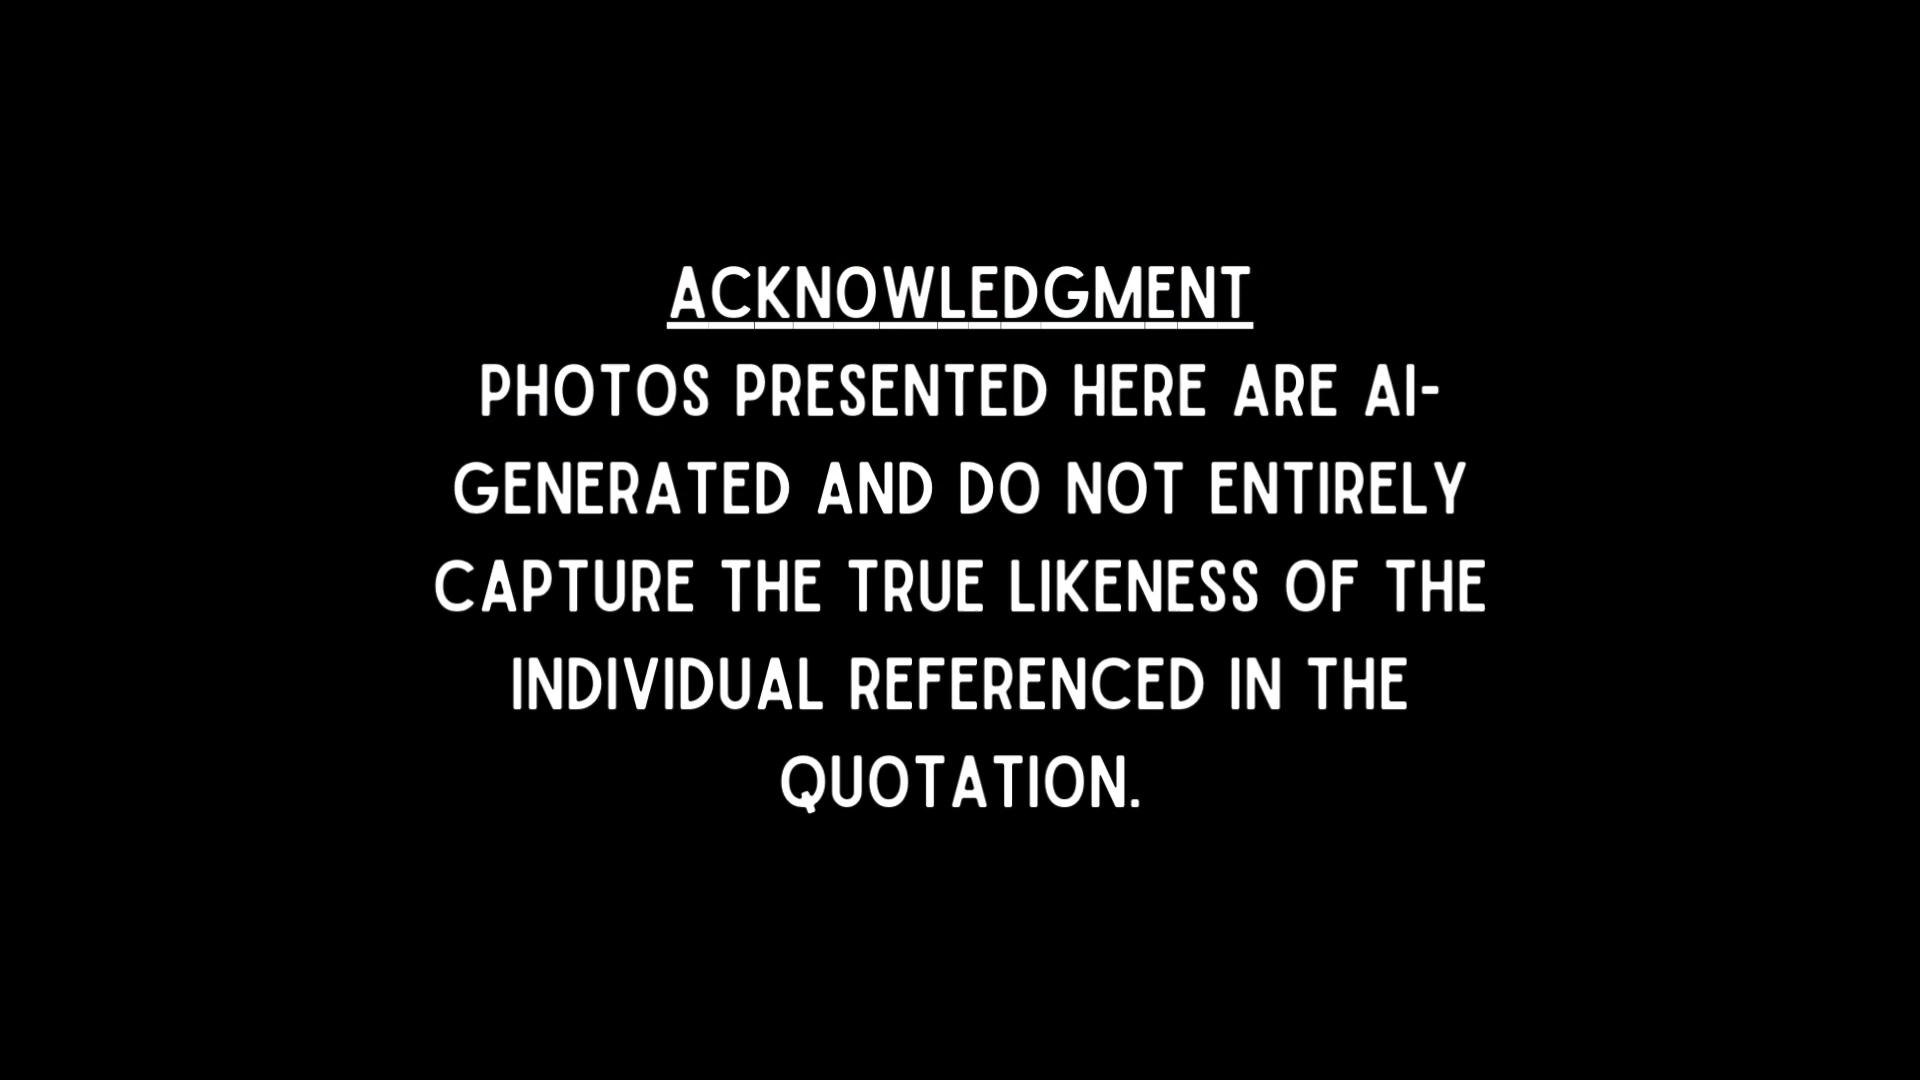 ACKNOWLEDGMENT
PHOTOS PRESENTED HERE ARE AI-
GENERATED AND DO NOT ENTIRELY
CAPTURE THE TRUE LIKENESS OF THE
INDIVIDUAL REFERENCED IN THE
QUOTATION.